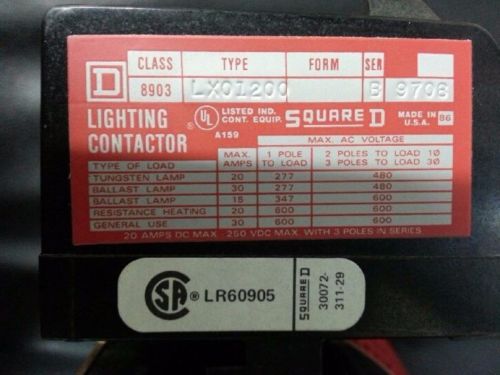 CLASS TYPE FORM SER
8903 LXO1200 B 9708
LIGHTING CONTACTOR
UL ® LISTED IND. CONT. EQUIP. SQUARE D MADE IN U.S.A. 86
A159
MAX. AC VOLTAGE
TYPE OF LOAD MAX. AMPS 1 POLE TO LOAD 2 POLES TO LOAD 1Ø 3 POLES TO LOAD 3Ø
TUNGSTEN LAMP 20 277 480
BALLAST LAMP 30 277 480
BALLAST LAMP 15 347 600
RESISTANCE HEATING 20 600 600
GENERAL USE 30 600 600
20 AMPS DC MAX. 250 VDC MAX. WITH 3 POLES IN SERIES
SA ® LR60905
SQUARE D
30072-
311-29